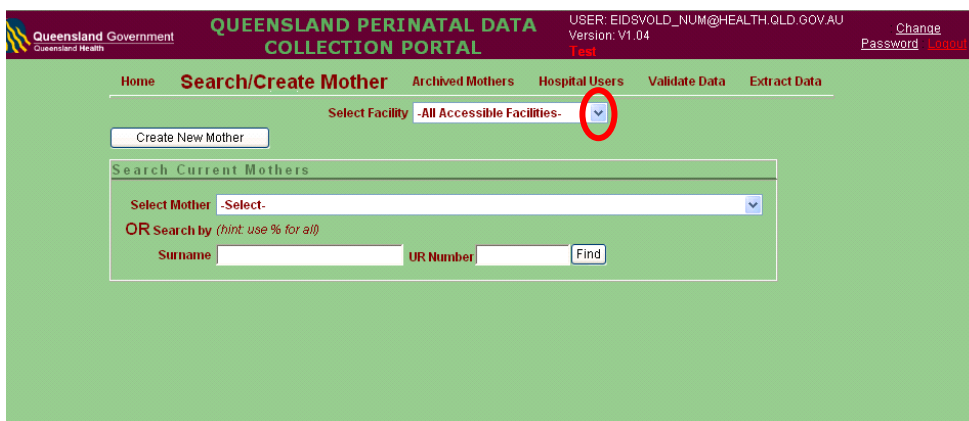 Queensland Government
Queensland Health
QUEENSLAND PERINATAL DATA
COLLECTION PORTAL
USER: EIDSVOLD_NUM@HEALTH.QLD.GOV.AU
Version: V1.04
Test
Change
Password Logout
Home Search/Create Mother Archived Mothers Hospital Users Validate Data Extract Data
Select Facility -All Accessible Facilities-
Create New Mother
Search Current Mothers
Select Mother -Select-
OR Search by (hint: use % for all)
Surname UR Number Find